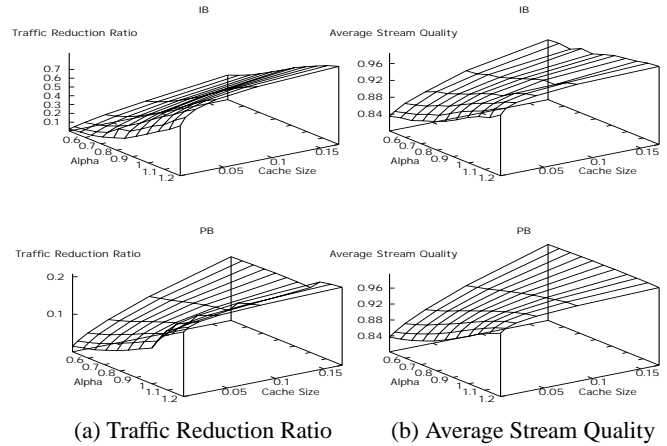 IB
Traffic Reduction Ratio
0.7
0.6
0.5
0.4
0.3
0.2
0.1
0.6
0.7
0.8
0.9
1.1
1.2
Alpha
0.05
0.1
0.15
Cache Size
IB
Average Stream Quality
0.96
0.92
0.88
0.84
0.6
0.7
0.8
0.9
1.1
1.2
Alpha
0.05
0.1
0.15
Cache Size
PB
Traffic Reduction Ratio
0.2
0.1
0.6
0.7
0.8
0.9
1.1
1.2
Alpha
0.05
0.1
0.15
Cache Size
PB
Average Stream Quality
0.96
0.92
0.88
0.84
0.6
0.7
0.8
0.9
1.1
1.2
Alpha
0.05
0.1
0.15
Cache Size
(a) Traffic Reduction Ratio
(b) Average Stream Quality